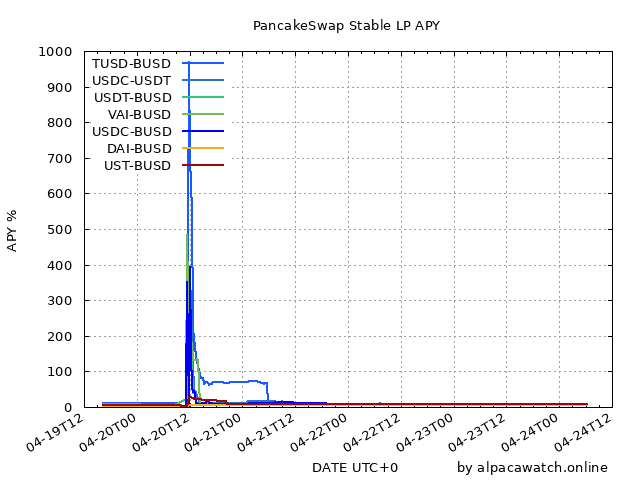 PancakeSwap Stable LP APY
1000
900
800
700
600
500
400
300
200
100
0
APY %
TUSD-BUSD
USDC-USDT
USDT-BUSD
VAI-BUSD
USDC-BUSD
DAI-BUSD
UST-BUSD
04-19T12
04-20T00
04-20T12
04-21T00
04-21T12
04-22T00
04-22T12
04-23T00
04-23T12
04-24T00
04-24T12
DATE UTC+0
by alpacawatch.online